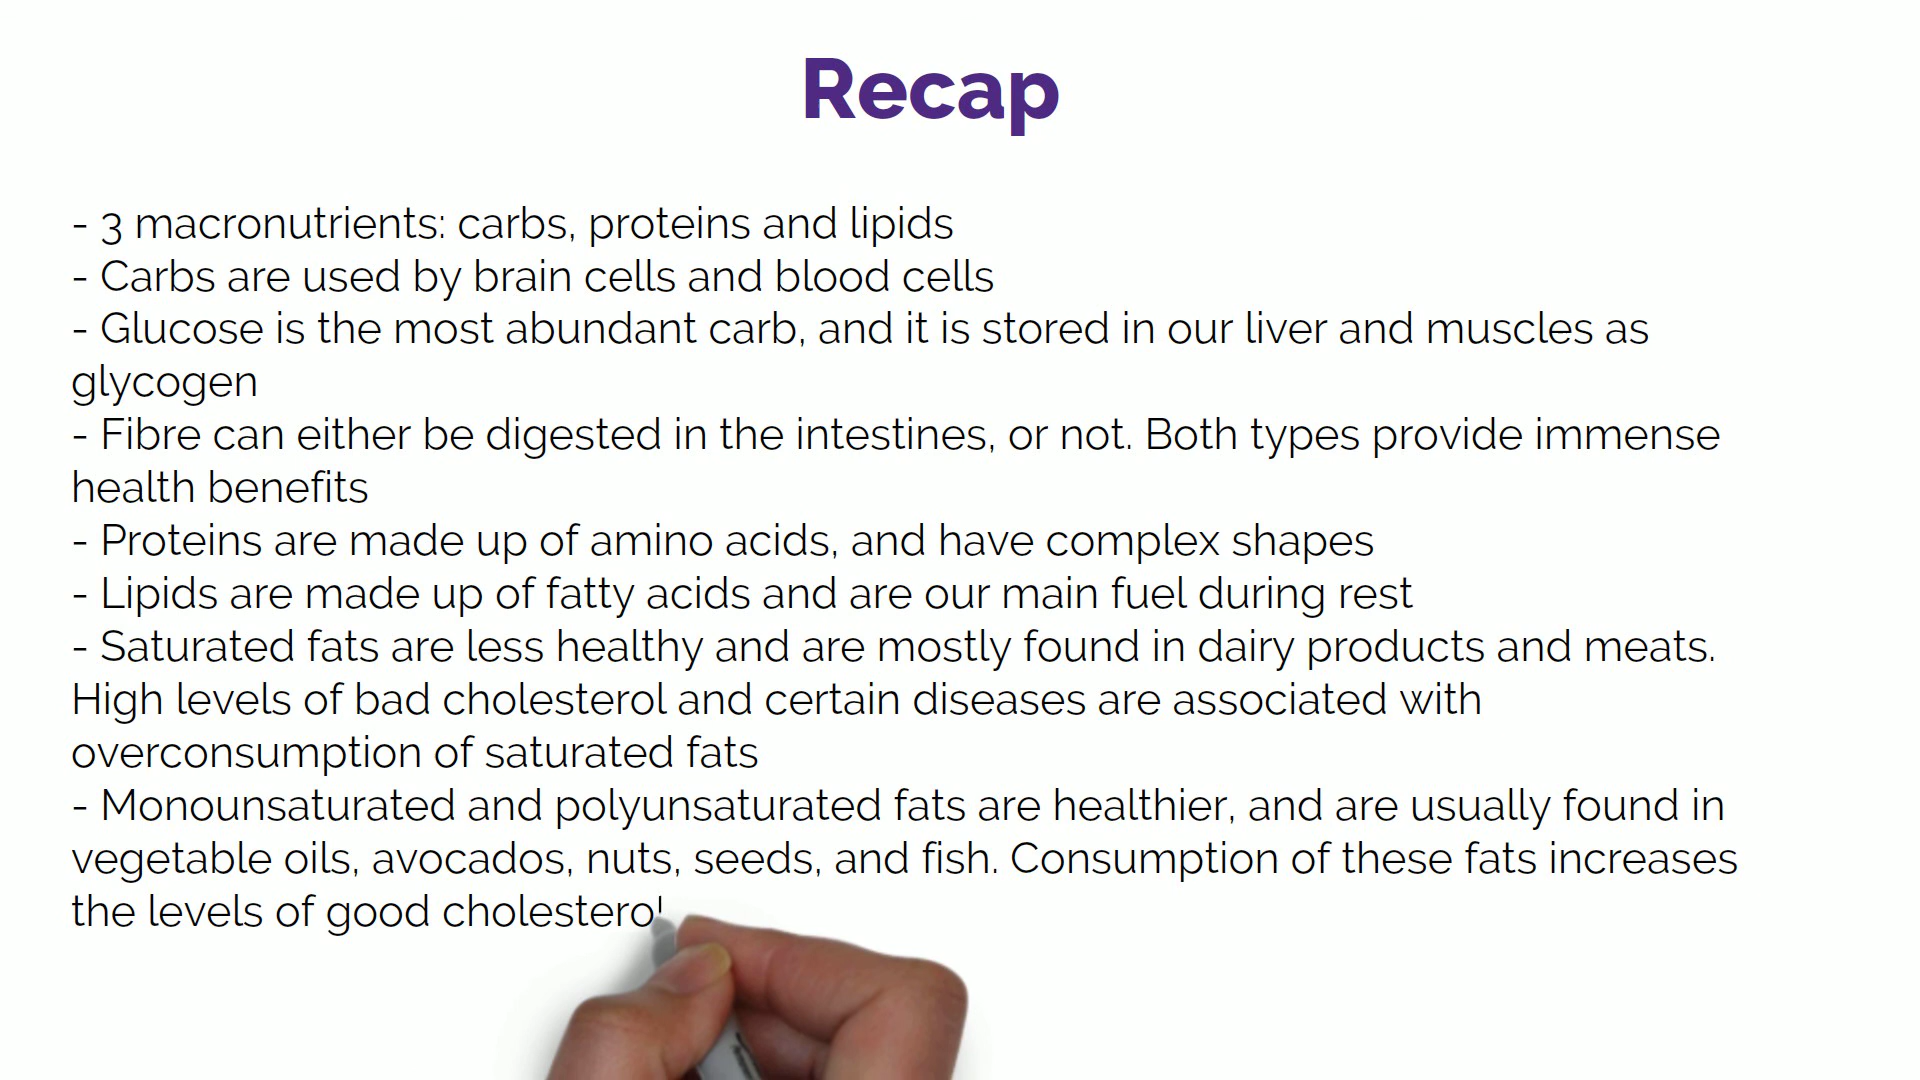 Recap
- 3 macronutrients: carbs, proteins and lipids
- Carbs are used by brain cells and blood cells
- Glucose is the most abundant carb, and it is stored in our liver and muscles as
glycogen
- Fibre can either be digested in the intestines, or not. Both types provide immense
health benefits
- Proteins are made up of amino acids, and have complex shapes
- Lipids are made up of fatty acids and are our main fuel during rest
- Saturated fats are less healthy and are mostly found in dairy products and meats.
High levels of bad cholesterol and certain diseases are associated with
overconsumption of saturated fats
- Monounsaturated and polyunsaturated fats are healthier, and are usually found in
vegetable oils, avocados, nuts, seeds, and fish. Consumption of these fats increases
the levels of good cholesterol